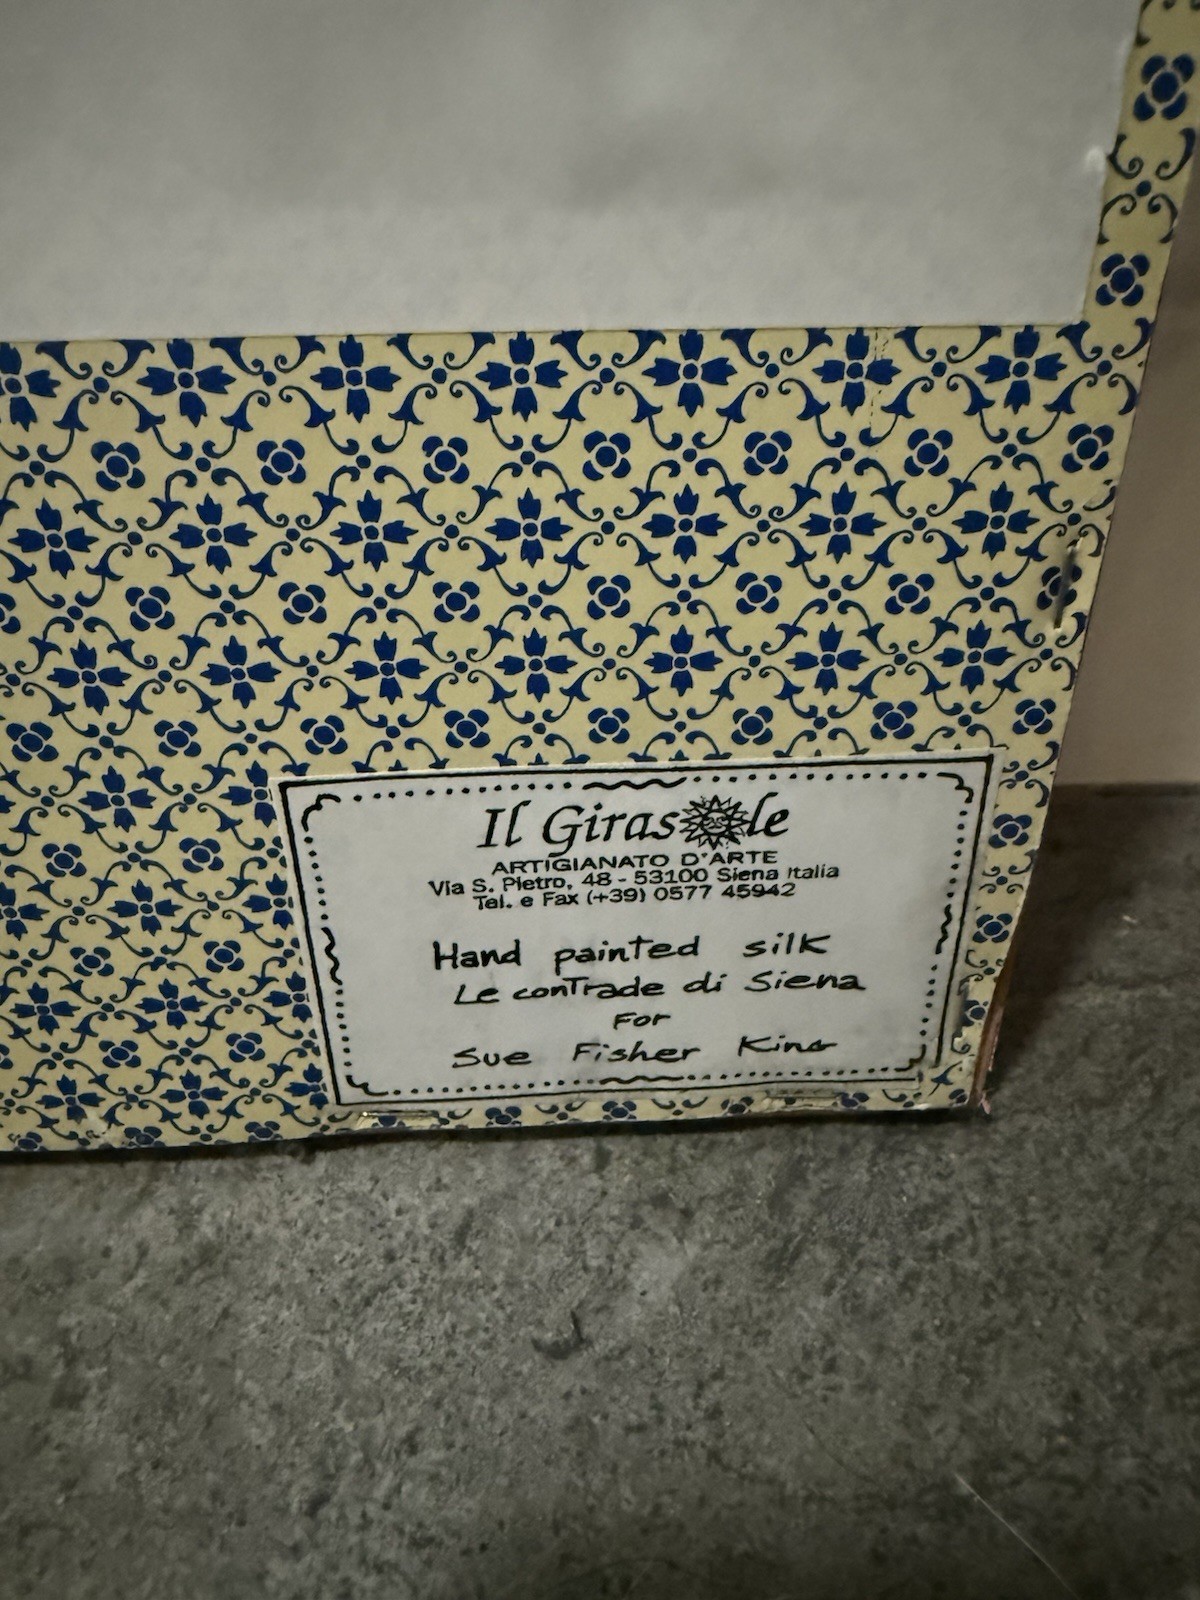 Il Girasole
ARTIGIANATO D'ARTE
Via S. Pietro, 48 - 53100 Siena Italia
Tel. e Fax (+39) 0577 45942
Hand painted silk
Le contrade di Siena
For
Sue Fisher King